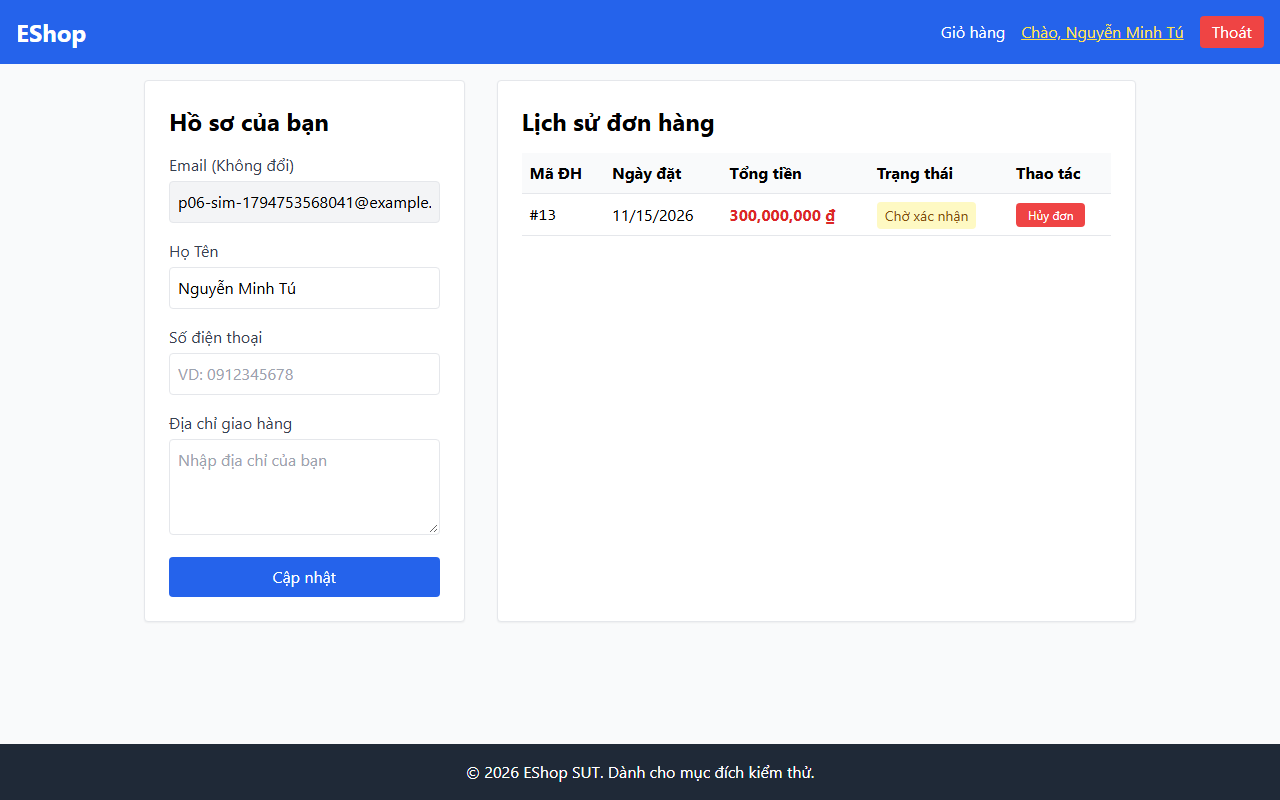 EShop
Giỏ hàng
Chào, Nguyễn Minh Tú
Thoát
Hồ sơ của bạn
Email (Không đổi)
p06-sim-1794753568041@example.
Họ Tên
Nguyễn Minh Tú
Số điện thoại
VD: 0912345678
Địa chỉ giao hàng
Nhập địa chỉ của bạn
Cập nhật
Lịch sử đơn hàng
Mã ĐH Ngày đặt Tổng tiền Trạng thái Thao tác
#13 11/15/2026 300,000,000 ₫ Chờ xác nhận Hủy đơn
© 2026 EShop SUT. Dành cho mục đích kiểm thử.